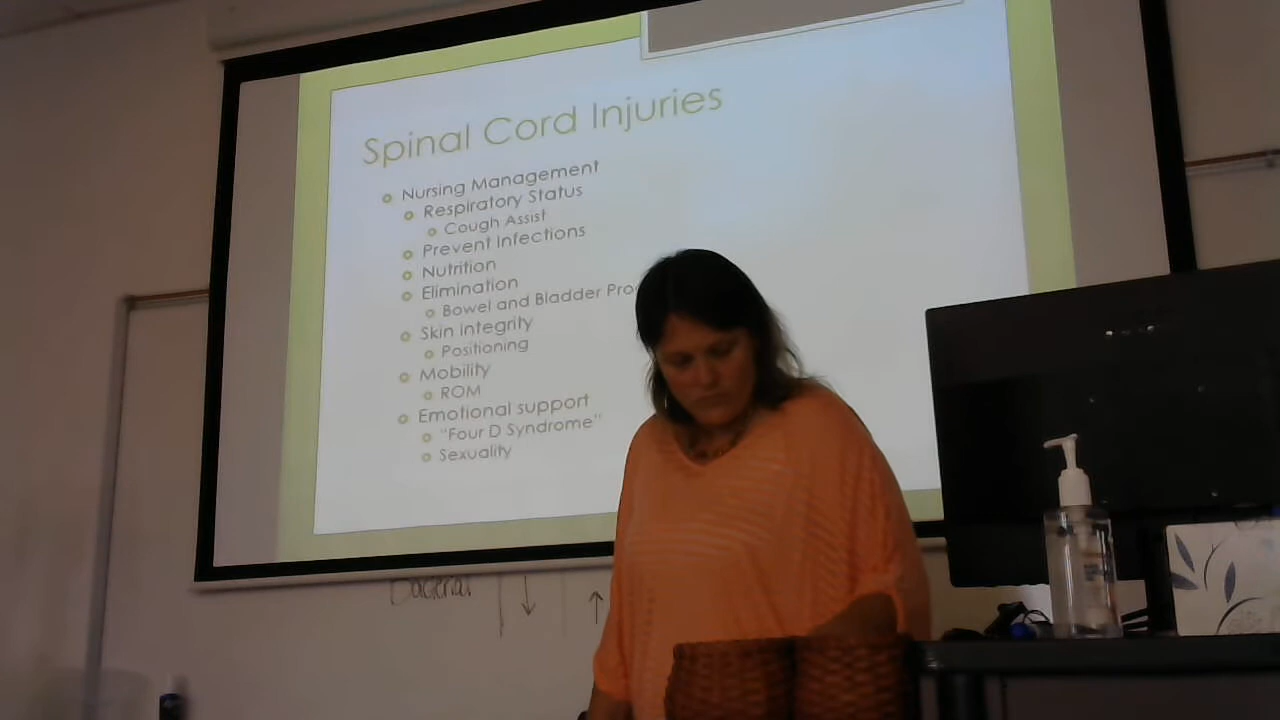 Spinal Cord Injuries
Nursing Management
Respiratory Status
Cough Assist
Prevent Infections
Nutrition
Elimination
Bowel and Bladder
Skin Integrity
Positioning
Mobility
ROM
Emotional support
"Four D Syndrome"
Sexuality
Bacterial